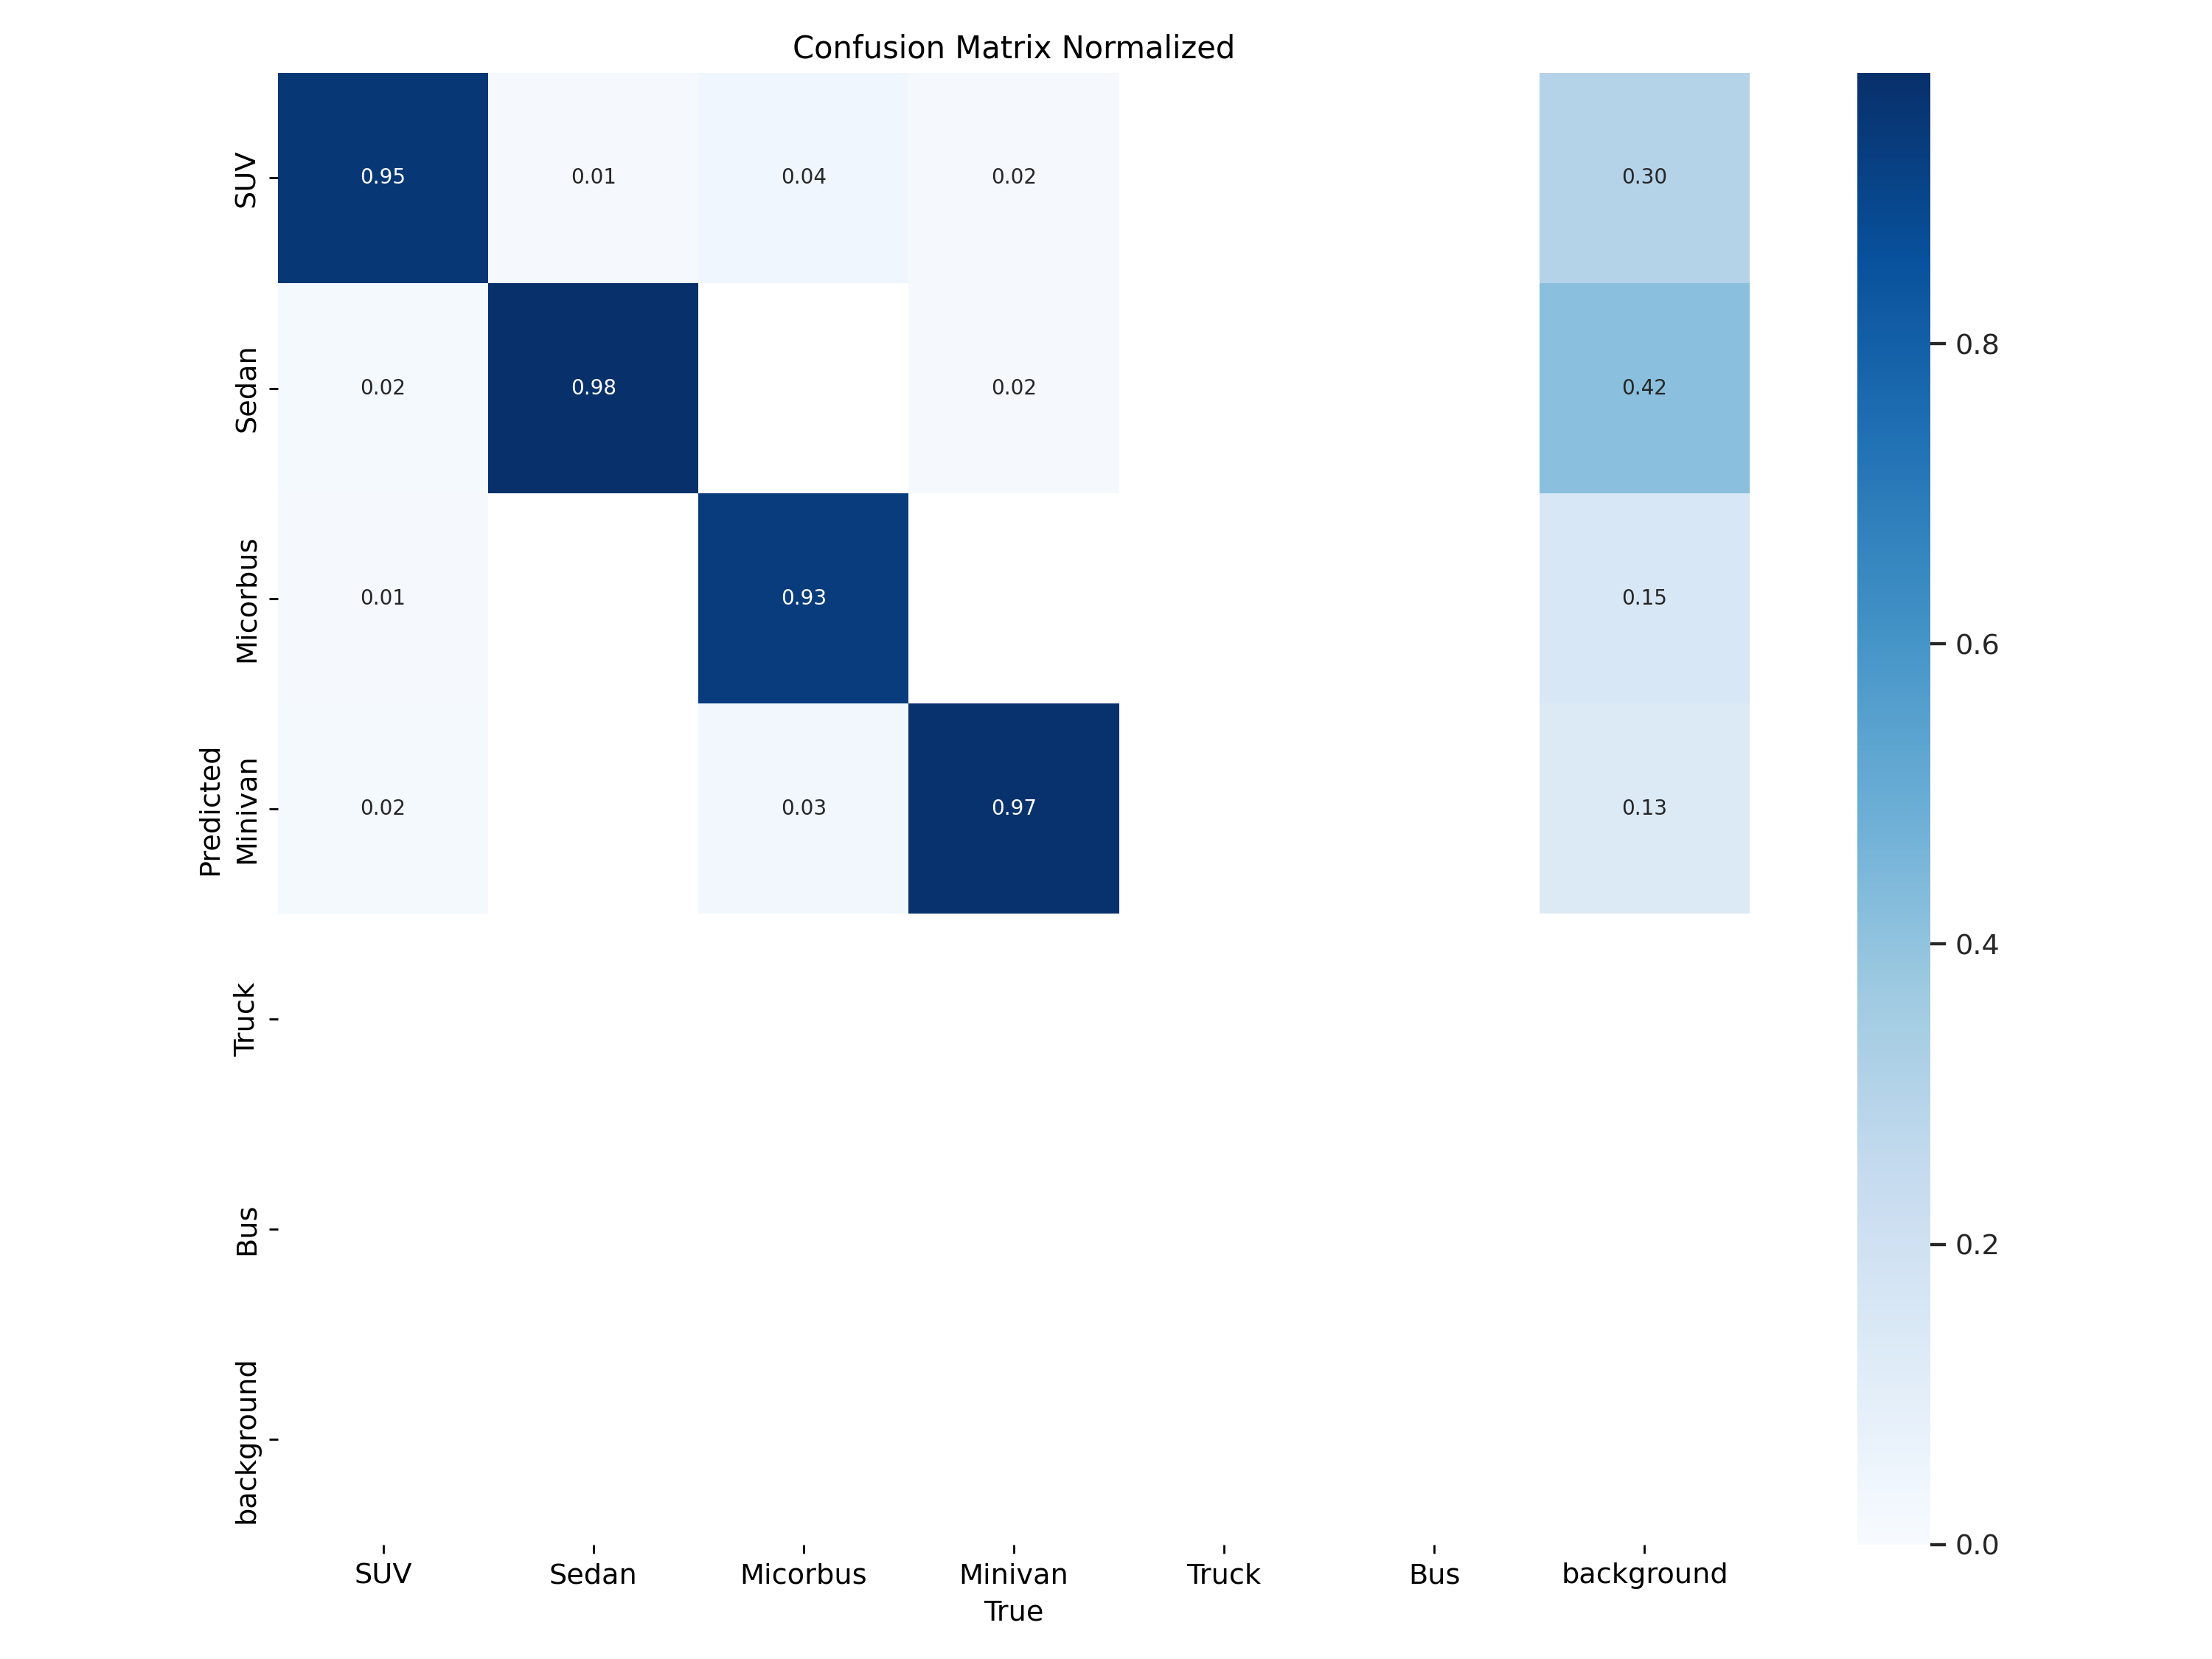 Confusion Matrix Normalized
SUV
0.95
0.01
0.04
0.02
0.30
Sedan
0.02
0.98
0.02
0.42
Micorbus
0.01
0.93
0.15
Predicted
Minivan
0.02
0.03
0.97
0.13
Truck
Bus
background
SUV
Sedan
Micorbus
Minivan
Truck
Bus
background
True
0.8
0.6
0.4
0.2
0.0